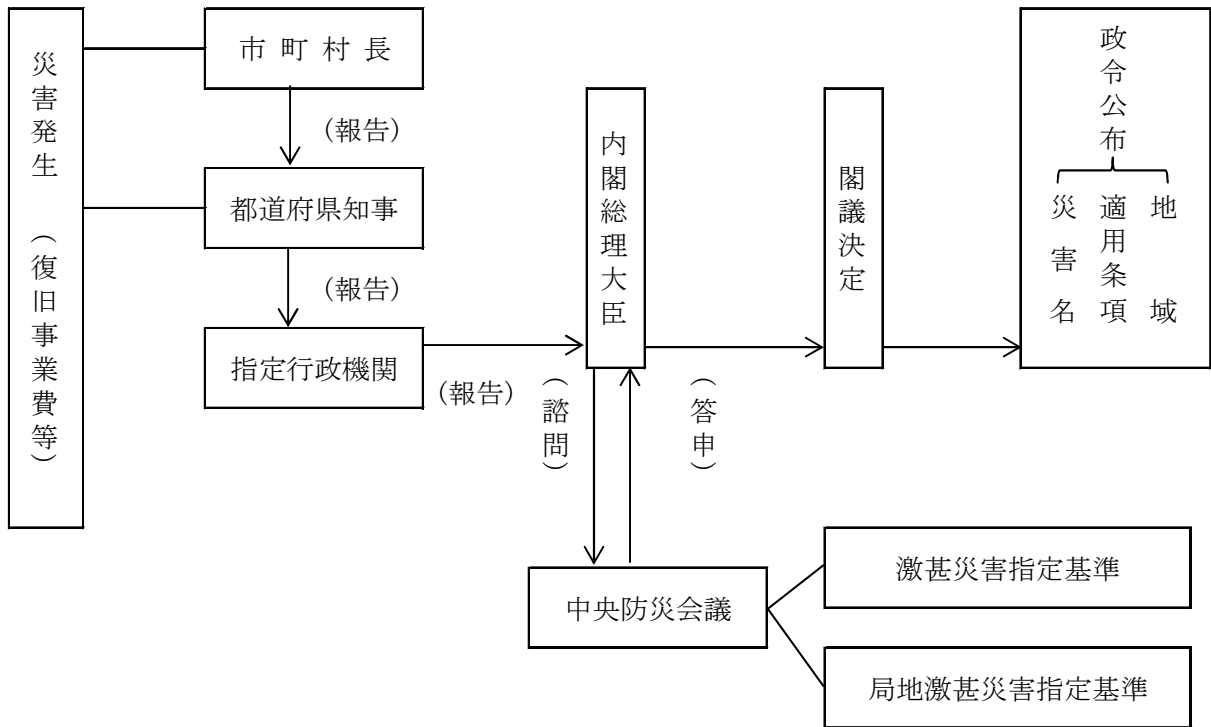 災害発生　（復旧事業費等）
市町村長
（報告）
都道府県知事
（報告）
指定行政機関
（報告）
内閣総理大臣
（諮問）
（答申）
中央防災会議
激甚災害指定基準
局地激甚災害指定基準
閣議決定
政令公布
地域
適用条項
災害名